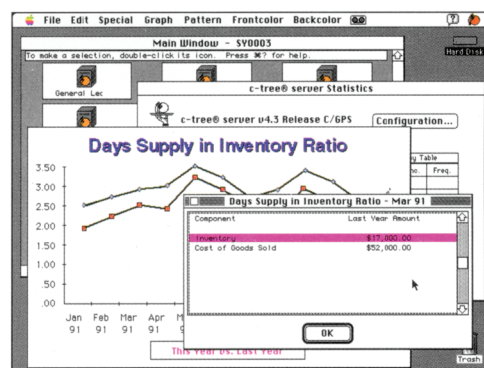 File Edit Special Graph Pattern Frontcolor Backcolor
Main Window - SY0003
To make a selection, double-click its icon. Press ⌘? for help.
Hard Disk
General Lec
c-tree® server Statistics
c-tree® server v4.3 Release C/GPS
Configuration...
Days Supply in Inventory Ratio
Table
no. Freq.
3.50
3.00
2.50
2.00
1.50
1.00
.50
.00
Jan Feb Mar Apr
91 91 91 91
This Year vs. Last Year
Days Supply in Inventory Ratio - Mar 91
Component Last Year Amount
Inventory $17,000.00
Cost of Goods Sold $52,000.00
OK
Trash